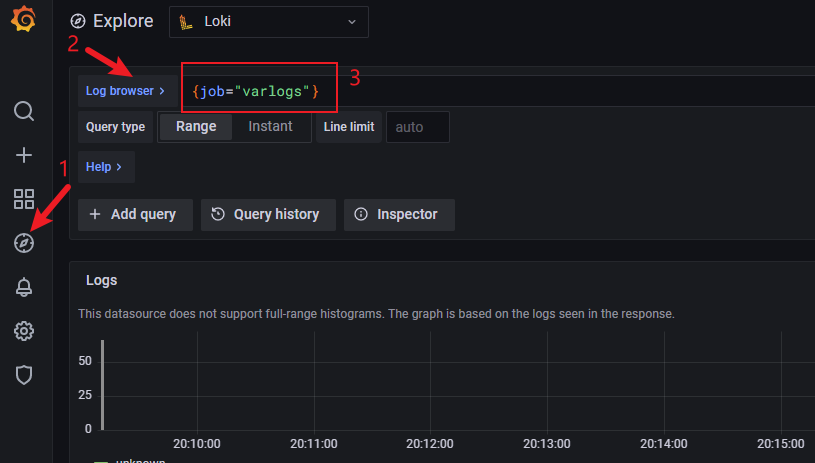 Explore Loki
2
Log browser > {job="varlogs"} 3
Query type Range Instant Line limit auto
1 Help >
+ Add query Query history Inspector
Logs
This datasource does not support full-range histograms. The graph is based on the logs seen in the response.
50
25
0
20:10:00 20:11:00 20:12:00 20:13:00 20:14:00 20:15:00
unknown